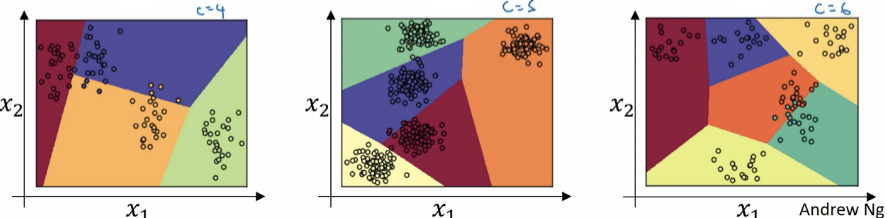 c=4
c=5
c=6
x₂
x₂
x₂
x₁
x₁
x₁
Andrew Ng